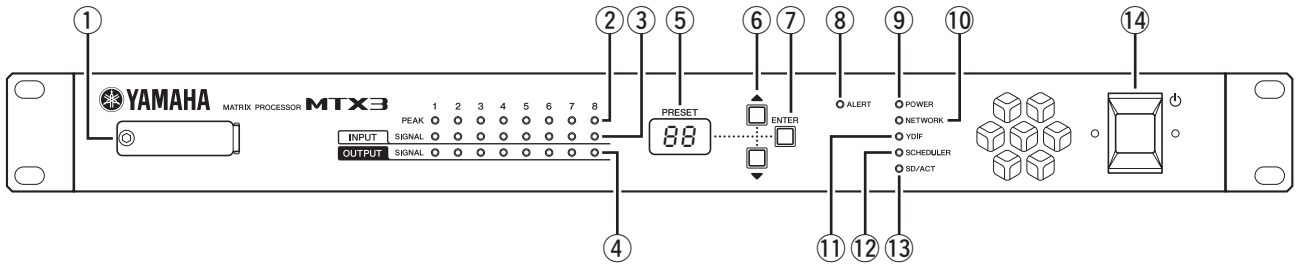 ① ② ③ ⑤ ⑥ ⑦ ⑧ ⑨ ⑩ ⑭
YAMAHA MATRIX PROCESSOR MTX3
1 2 3 4 5 6 7 8
PEAK
INPUT SIGNAL
OUTPUT SIGNAL
PRESET
88
ENTER
ALERT
POWER
NETWORK
YDIF
SCHEDULER
SD/ACT
④ ⑪ ⑫ ⑬